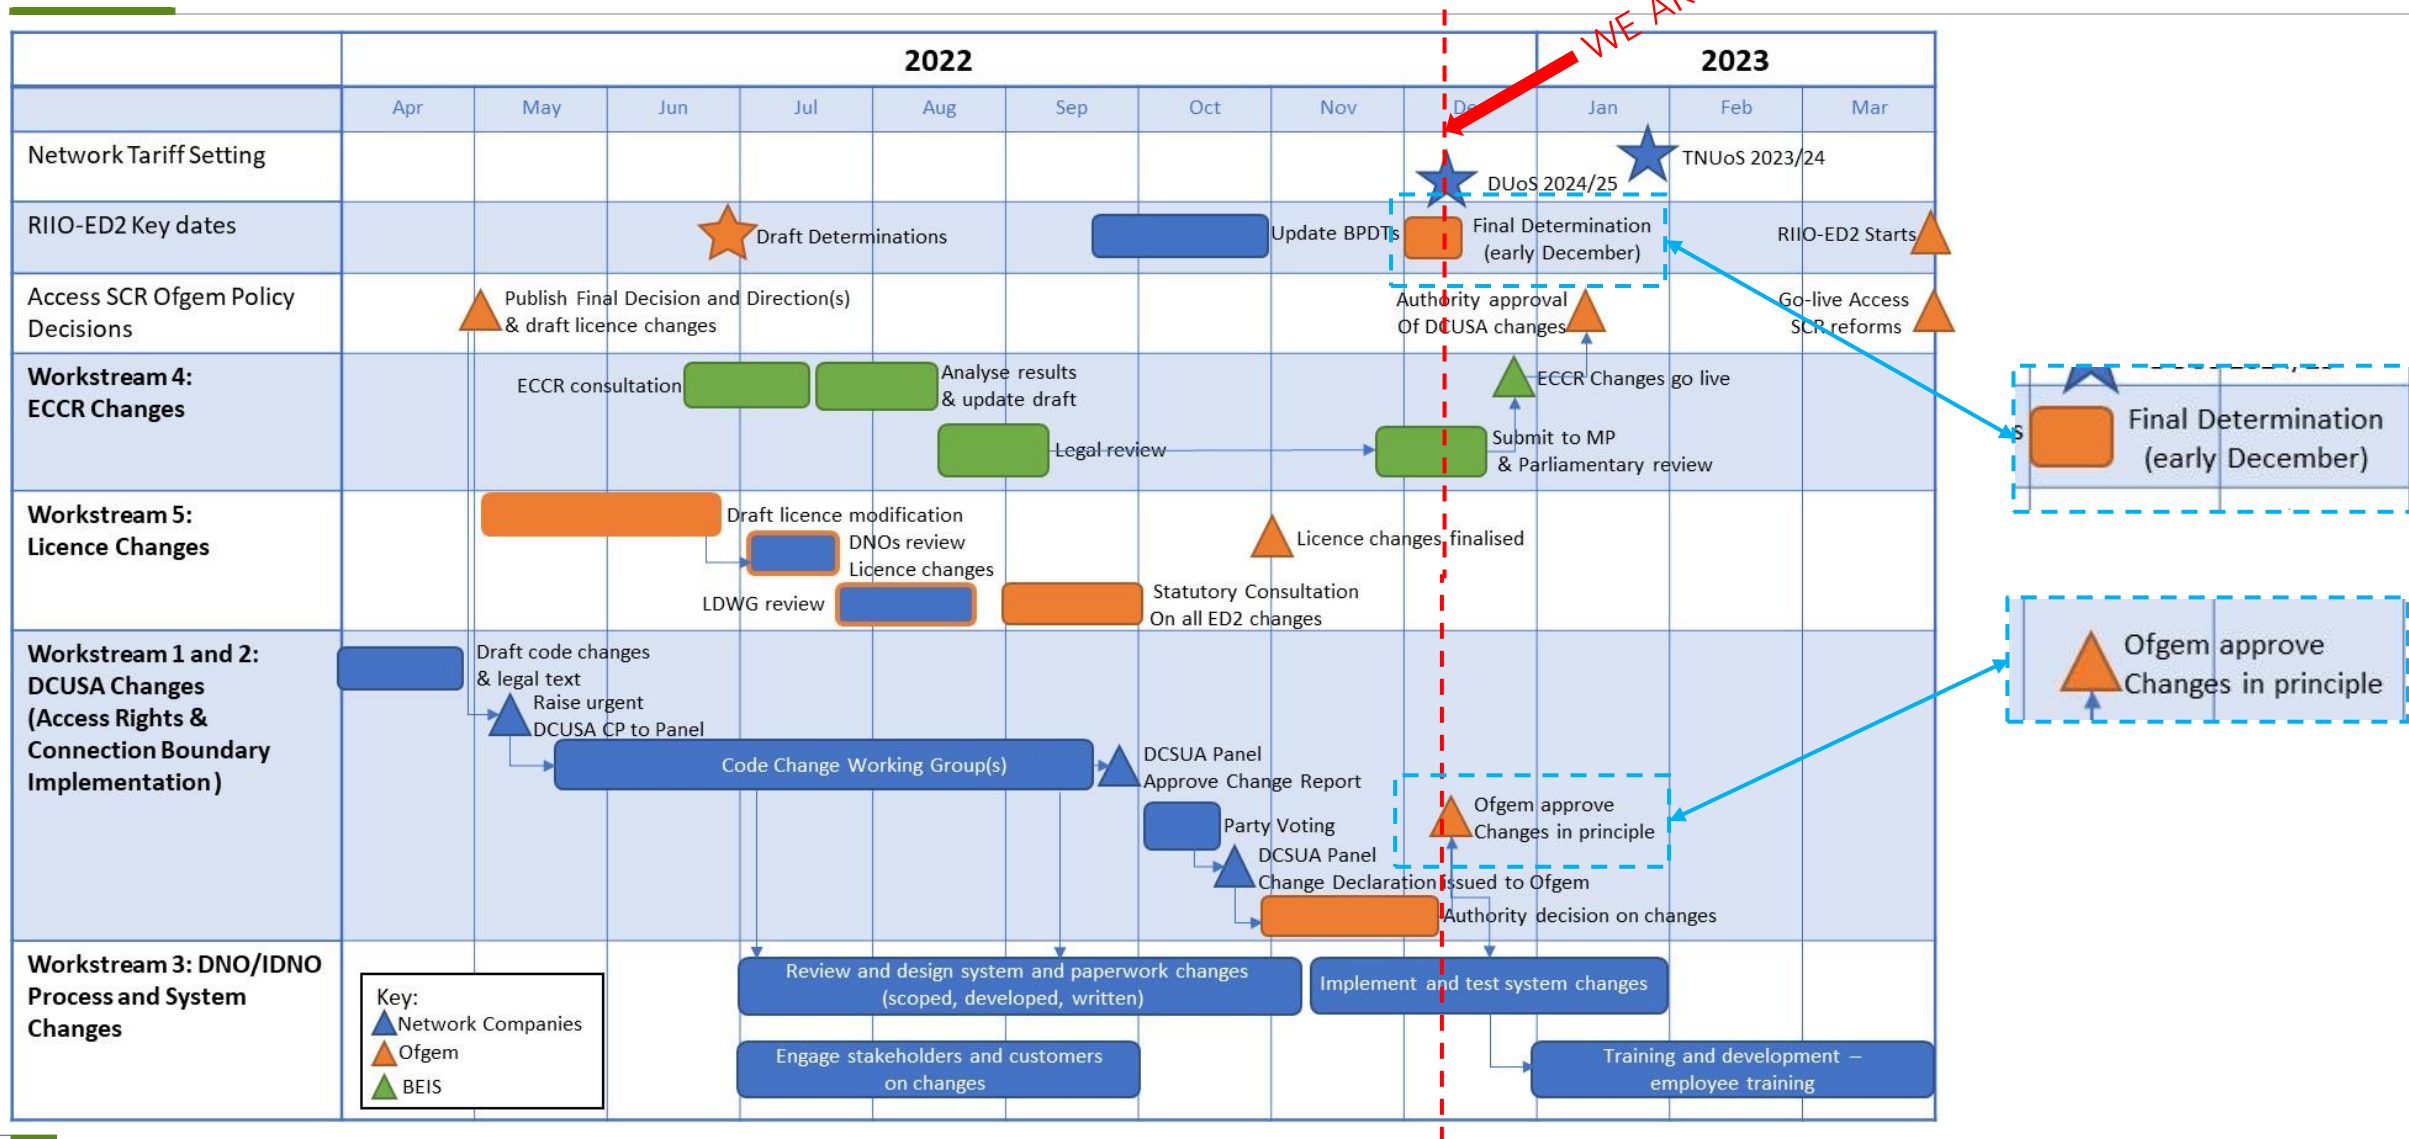 WE AR
2022
2023
Apr
May
Jun
Jul
Aug
Sep
Oct
Nov
De
Jan
Feb
Mar
Network Tariff Setting
TNUoS 2023/24
DUoS 2024/25
RIIO-ED2 Key dates
Draft Determinations
Update BPDTs
Final Determination
(early December)
RIIO-ED2 Starts
Access SCR Ofgem Policy
Decisions
Publish Final Decision and Direction(s)
& draft licence changes
Authority approval
Of DCUSA changes
Go-live Access
SCR reforms
Workstream 4:
ECCR Changes
ECCR consultation
Analyse results
& update draft
ECCR Changes go live
Legal review
Submit to MP
& Parliamentary review
s
Final Determination
(early December)
Workstream 5:
Licence Changes
Draft licence modification
DNOs review
Licence changes
Licence changes finalised
LDWG review
Statutory Consultation
On all ED2 changes
Workstream 1 and 2:
DCUSA Changes
(Access Rights &
Connection Boundary
Implementation)
Draft code changes
& legal text
Raise urgent
DCUSA CP to Panel
Code Change Working Group(s)
DCSUA Panel
Approve Change Report
Party Voting
DCSUA Panel
Change Declaration issued to Ofgem
Ofgem approve
Changes in principle
Authority decision on changes
Ofgem approve
Changes in principle
Workstream 3: DNO/IDNO
Process and System
Changes
Key:
Network Companies
Ofgem
BEIS
Review and design system and paperwork changes
(scoped, developed, written)
Implement and test system changes
Engage stakeholders and customers
on changes
Training and development –
employee training